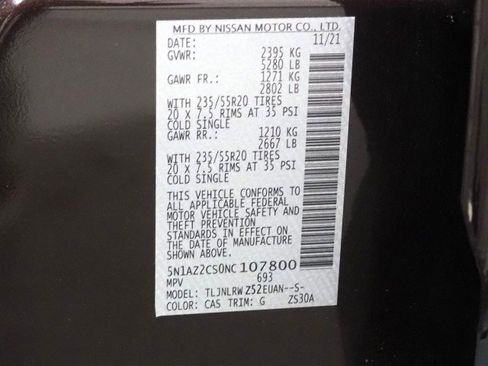 MFD BY NISSAN MOTOR CO., LTD.
DATE: 11/21
GVWR: 2395 KG
5280 LB
GAWR FR.: 1271 KG
2802 LB
WITH 235/55R20 TIRES
20 X 7.5 RIMS AT 35 PSI
COLD SINGLE
GAWR RR.: 1210 KG
2667 LB
WITH 235/55R20 TIRES
20 X 7.5 RIMS AT 35 PSI
COLD SINGLE
THIS VEHICLE CONFORMS TO
ALL APPLICABLE FEDERAL
MOTOR VEHICLE SAFETY AND
THEFT PREVENTION
STANDARDS IN EFFECT ON
THE DATE OF MANUFACTURE
5N1AZ2CS0NC107800
MPV 693
MODEL: TLJNLRWZ52EUAN--S-
COLOR: CAS TRIM: G ZS30A